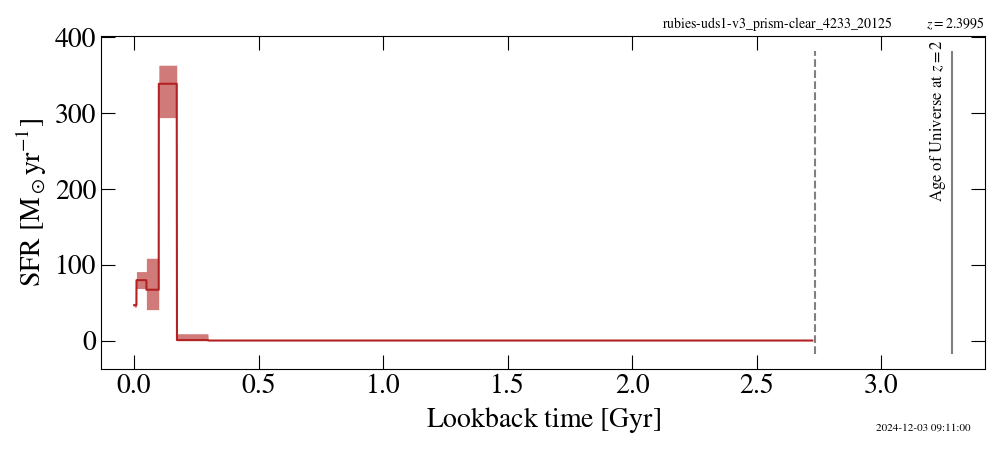 rubies-uds1-v3_prism-clear_4233_20125 z = 2.3995
400
300
200
100
0
SFR [M⊙yr⁻¹]
Age of Universe at z = 2
0.0 0.5 1.0 1.5 2.0 2.5 3.0
Lookback time [Gyr]
2024-12-03 09:11:00